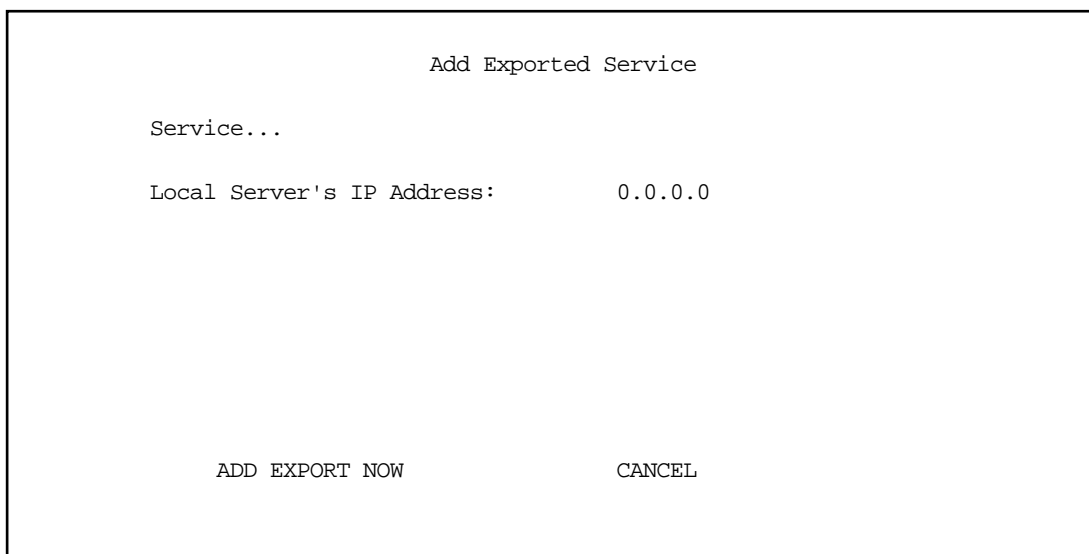 Add Exported Service
Service...
Local Server's IP Address: 0.0.0.0
ADD EXPORT NOW CANCEL